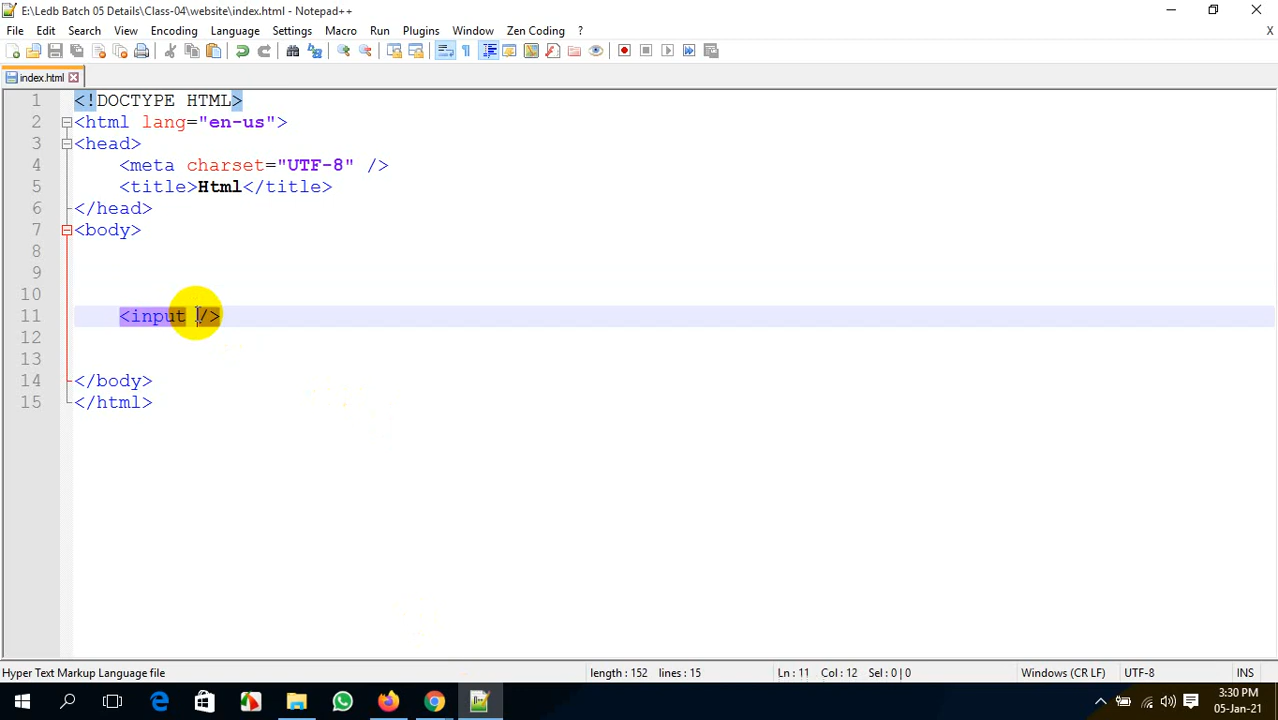 E:\Ledb Batch 05 Details\Class-04\website\index.html - Notepad++
File Edit Search View Encoding Language Settings Macro Run Plugins Window Zen Coding ? X
index.html
1 <!DOCTYPE HTML>
2 <html lang="en-us">
3 <head>
4 <meta charset="UTF-8" />
5 <title>Html</title>
6 </head>
7 <body>
8
9
10
11 <input />
12
13
14 </body>
15 </html>
Hyper Text Markup Language file length : 152 lines : 15 Ln : 11 Col : 12 Sel : 0 | 0 Windows (CR LF) UTF-8 INS
3:30 PM
05-Jan-21